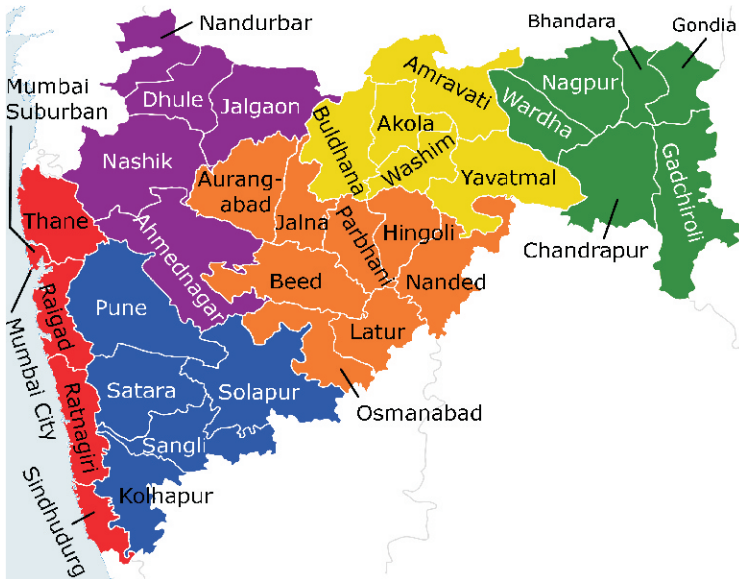 Nandurbar
Bhandara
Gondia
Mumbai
Suburban
Dhule
Jalgaon
Amravati
Nagpur
Wardha
Buldhana
Akola
Washim
Nashik
Yavatmal
Gadchiroli
Aurang-
abad
Jalna
Parbhani
Hingoli
Thane
Ahmednagar
Chandrapur
Beed
Nanded
Raigad
Pune
Latur
Mumbai City
Satara
Solapur
Osmanabad
Ratnagiri
Sangli
Kolhapur
Sindhudurg